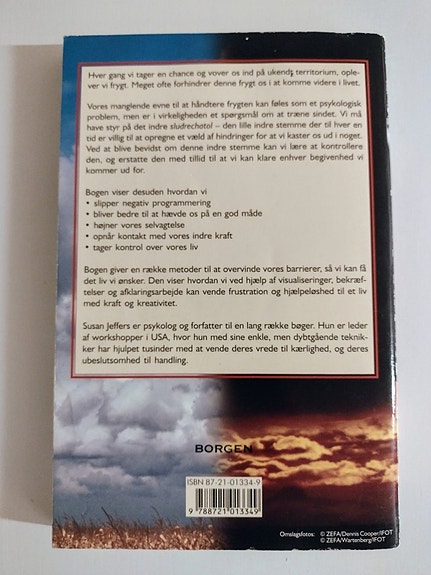 Hver gang vi tager en chance og vover os ind på ukendt territorium, ople-
ver vi frygt. Meget ofte forhindrer denne frygt os i at komme videre i livet.
Vores manglende evne til at håndtere frygten kan føles som et psykologisk
problem, men er i virkeligheden et spørgsmål om at træne sindet. Vi må
have styr på det indre sludrechatol – den lille indre stemme der til hver en
tid er villig til at opregne et væld af hindringer for at vi kaster os ud i noget.
Ved at blive bevidst om denne indre stemme kan vi lære at kontrollere
den, og erstatte den med tillid til at vi kan klare enhver begivenhed vi
kommer ud for.
Bogen viser desuden hvordan vi
• slipper negativ programmering
• bliver bedre til at hævde os på en god måde
• højner vores selvagtelse
• opnår kontakt med vores indre kraft
• tager kontrol over vores liv
Bogen giver en række metoder til at overvinde vores barrierer, så vi kan få
det liv vi ønsker. Den viser hvordan vi ved hjælp af visualiseringer, bekræf-
telser og afklaringsarbejde kan vende frustration og hjælpeløshed til et liv
med kraft og kreativitet.
Susan Jeffers er psykolog og forfatter til en lang række bøger. Hun er leder
af workshopper i USA, hvor hun med sine enkle, men dybtgående teknik-
ker har hjulpet tusinder med at vende deres vrede til kærlighed, og deres
ubeslutsomhed til handling.
BORGEN
ISBN 87-21-01334-9
9 788721 013349
Omslagsfotos: © ZEFA/Dennis Cooper/IFOT
© ZEFA/Wartenberg/IFOT